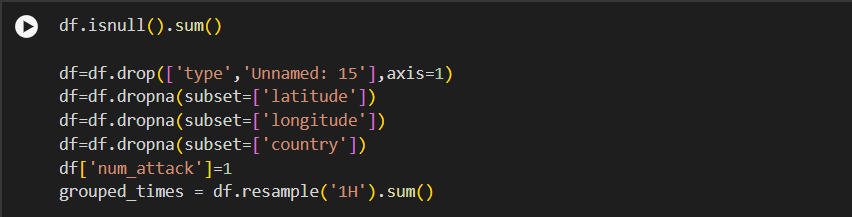 df.isnull().sum()
df=df.drop(['type','Unnamed: 15'],axis=1)
df=df.dropna(subset=['latitude'])
df=df.dropna(subset=['longitude'])
df=df.dropna(subset=['country'])
df['num_attack']=1
grouped_times = df.resample('1H').sum()